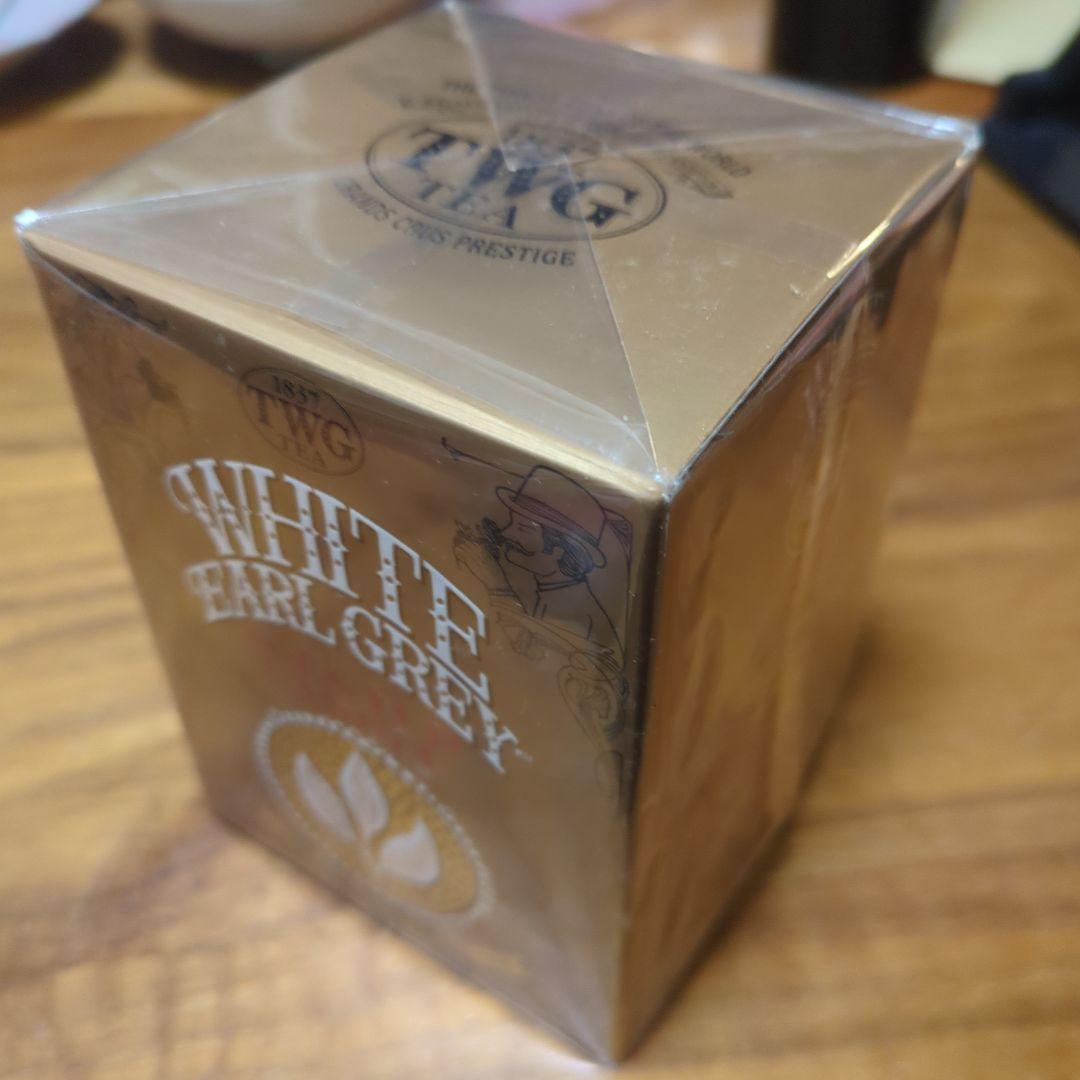 TWG
TEA
GRANDS CRUS PRESTIGE
1837
TWG
TEA
WHITE
EARL GREY